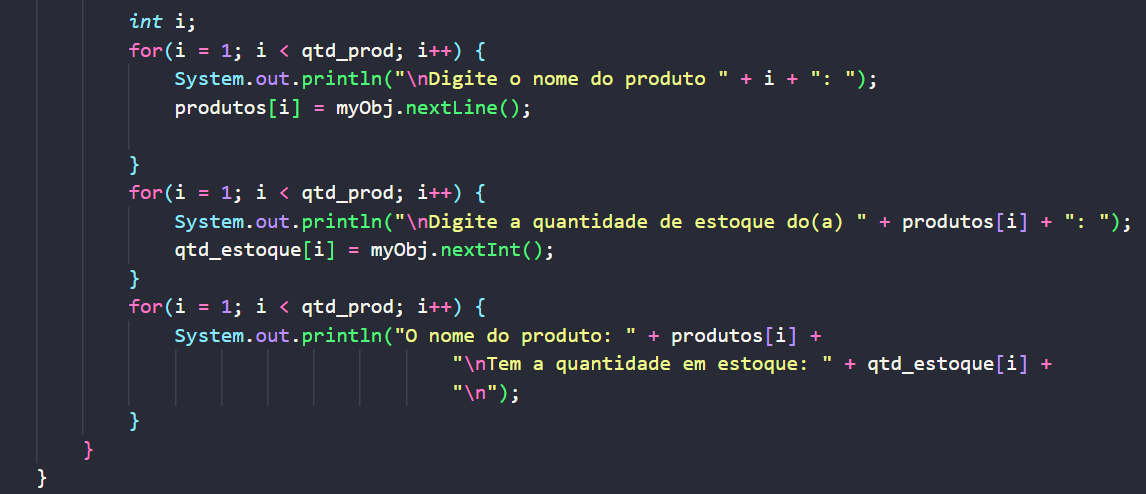 int i;
for(i = 1; i < qtd_prod; i++) {
System.out.println("\nDigite o nome do produto " + i + ": ");
produtos[i] = myObj.nextLine();
}
for(i = 1; i < qtd_prod; i++) {
System.out.println("\nDigite a quantidade de estoque do(a) " + produtos[i] + ": ");
qtd_estoque[i] = myObj.nextInt();
}
for(i = 1; i < qtd_prod; i++) {
System.out.println("O nome do produto: " + produtos[i] +
"\nTem a quantidade em estoque: " + qtd_estoque[i] +
"\n");
}
}
}